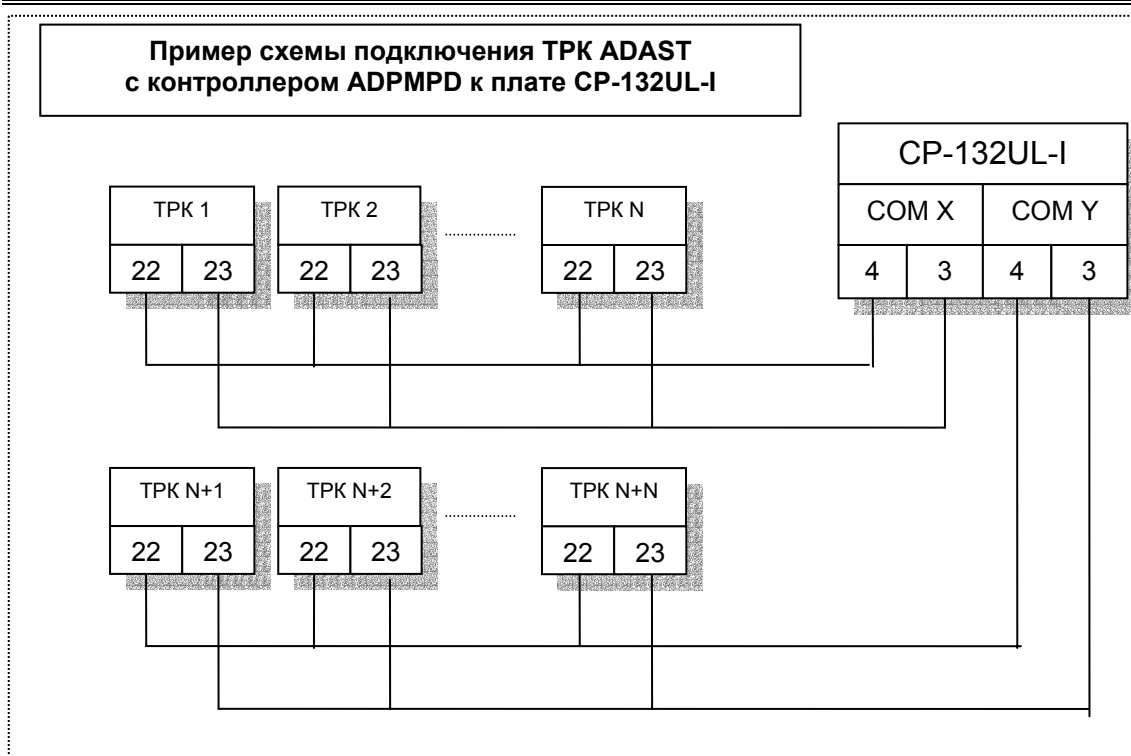 Пример схемы подключения ТРК ADAST
с контроллером ADPMPD к плате CP-132UL-I
CP-132UL-I
COM X COM Y
4 3 4 3
ТРК 1 ТРК 2 ТРК N
22 23 22 23 22 23
ТРК N+1 ТРК N+2 ТРК N+N
22 23 22 23 22 23